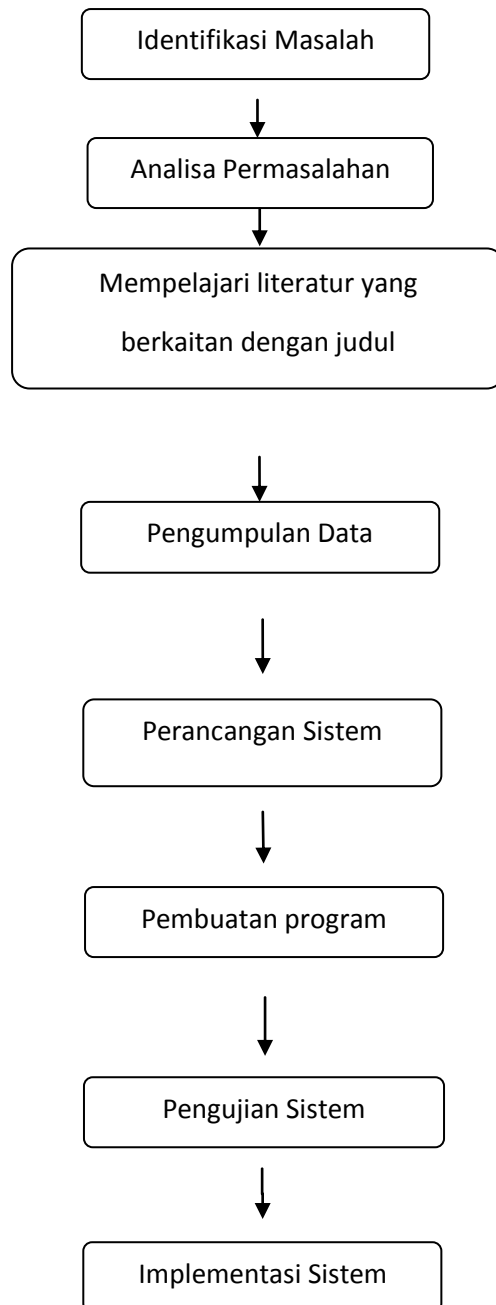 Identifikasi Masalah
Analisa Permasalahan
Mempelajari literatur yang
berkaitan dengan judul
Pengumpulan Data
Perancangan Sistem
Pembuatan program
Pengujian Sistem
Implementasi Sistem